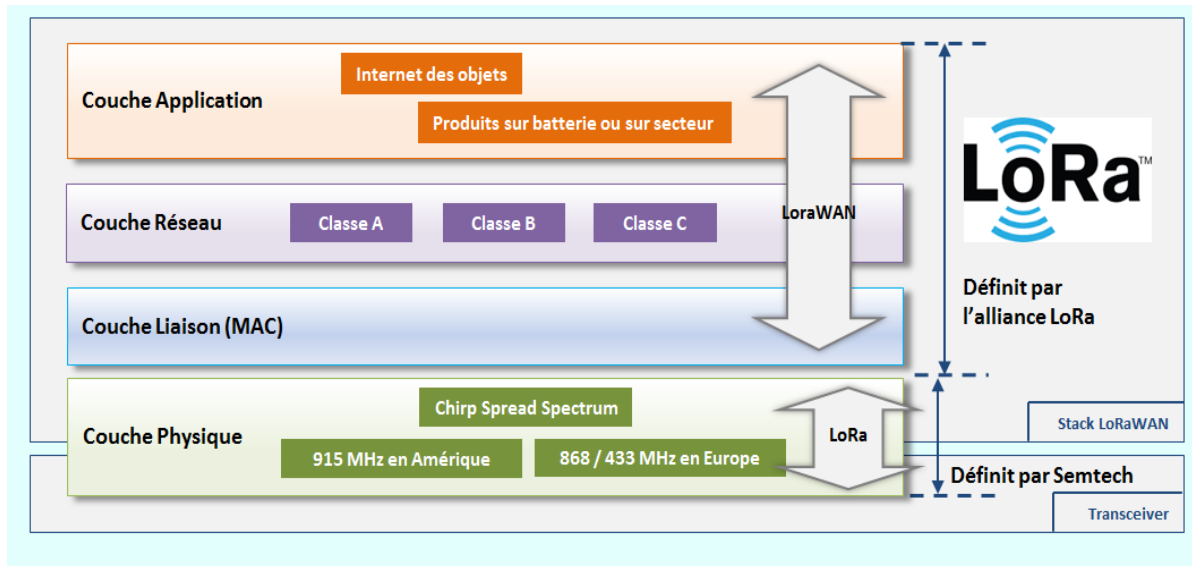 Couche Application
Internet des objets
Produits sur batterie ou sur secteur
Couche Réseau
Classe A
Classe B
Classe C
LoraWAN
LoRa™
Définit par
l'alliance LoRa
Couche Liaison (MAC)
Couche Physique
Chirp Spread Spectrum
915 MHz en Amérique
868 / 433 MHz en Europe
LoRa
Stack LoRaWAN
Définit par Semtech
Transceiver